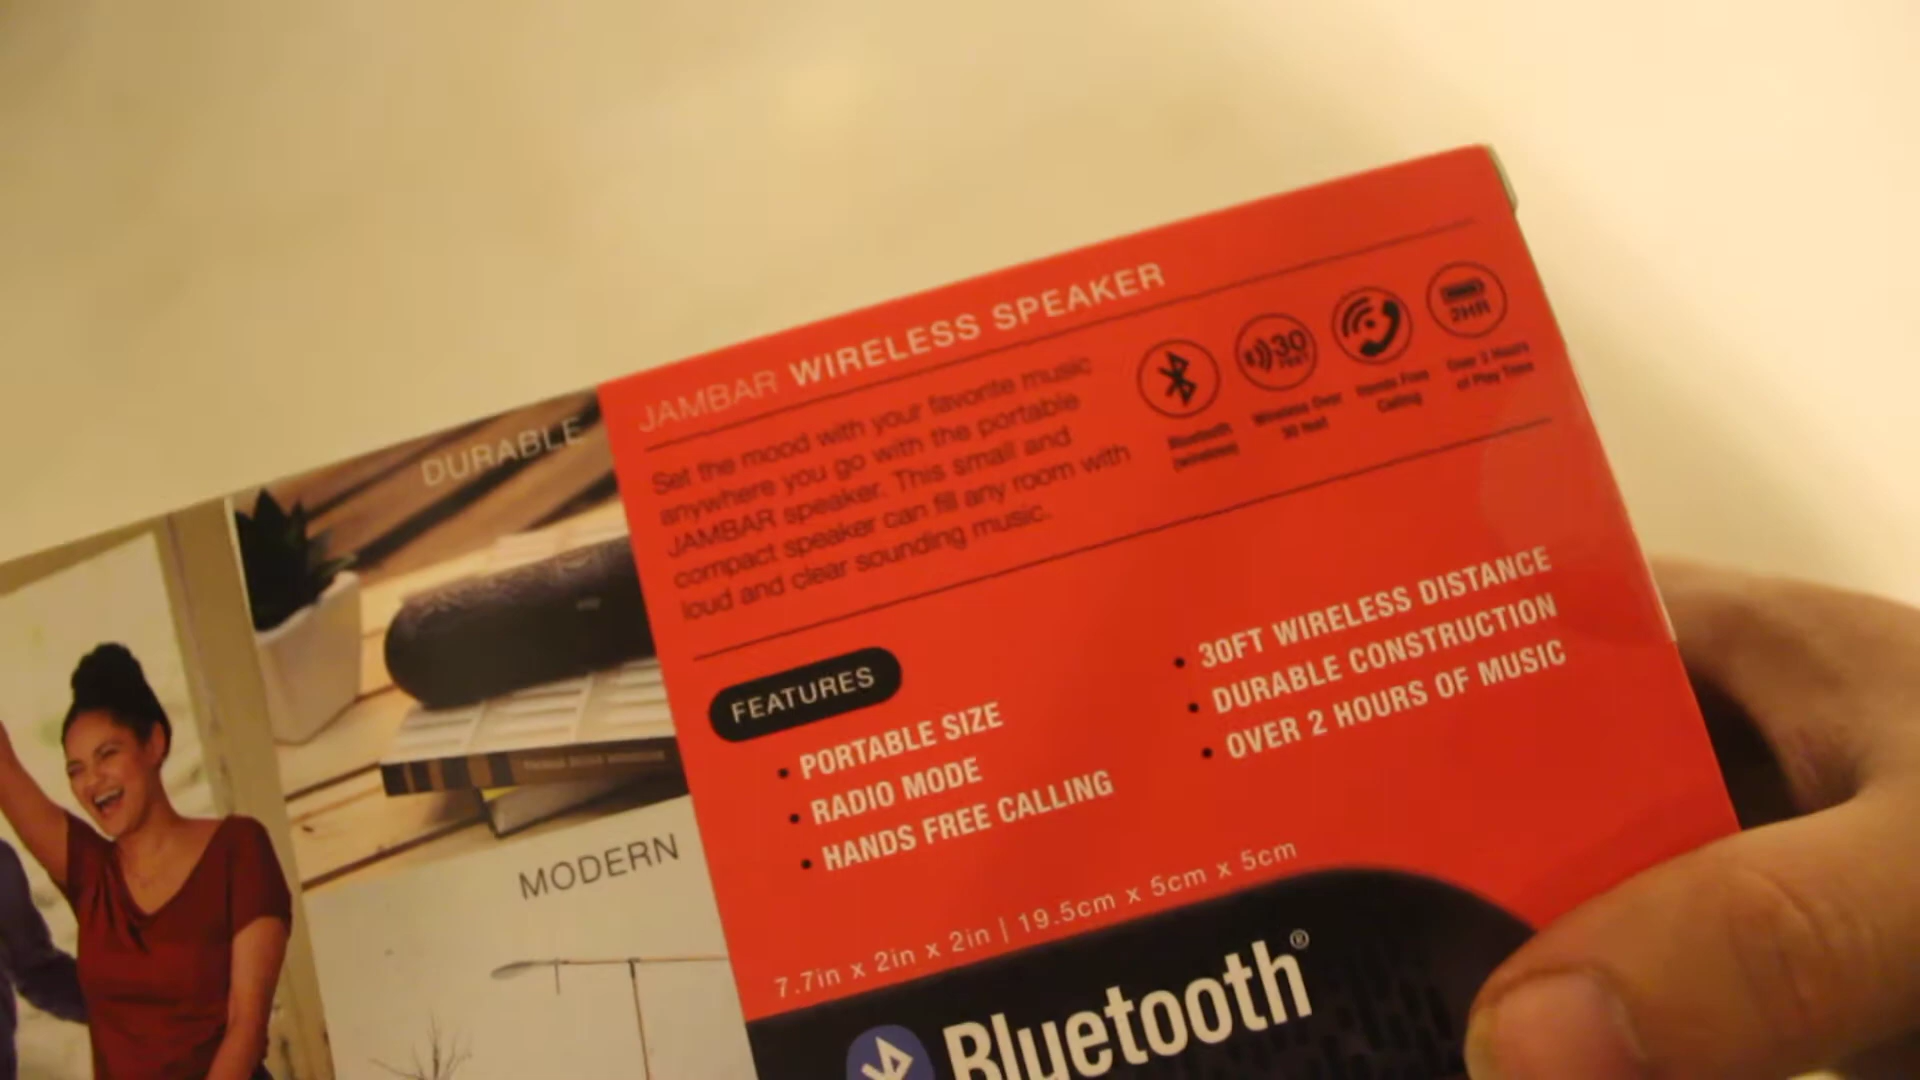 JAMBAR WIRELESS SPEAKER
Set the mood with your favorite music
anywhere you go with the portable
JAMBAR speaker. This small and
compact speaker can fill any room with
loud and clear sounding music.
30
FEET
2HR
Bluetooth
(wireless)
Wireless Over
30 feet
Hands Free
Calling
Over 2 Hours
of Play Time
DURABLE
MODERN
FEATURES
• PORTABLE SIZE
• RADIO MODE
• HANDS FREE CALLING
• 30FT WIRELESS DISTANCE
• DURABLE CONSTRUCTION
• OVER 2 HOURS OF MUSIC
7.7in x 2in x 2in | 19.5cm x 5cm x 5cm
Bluetooth®